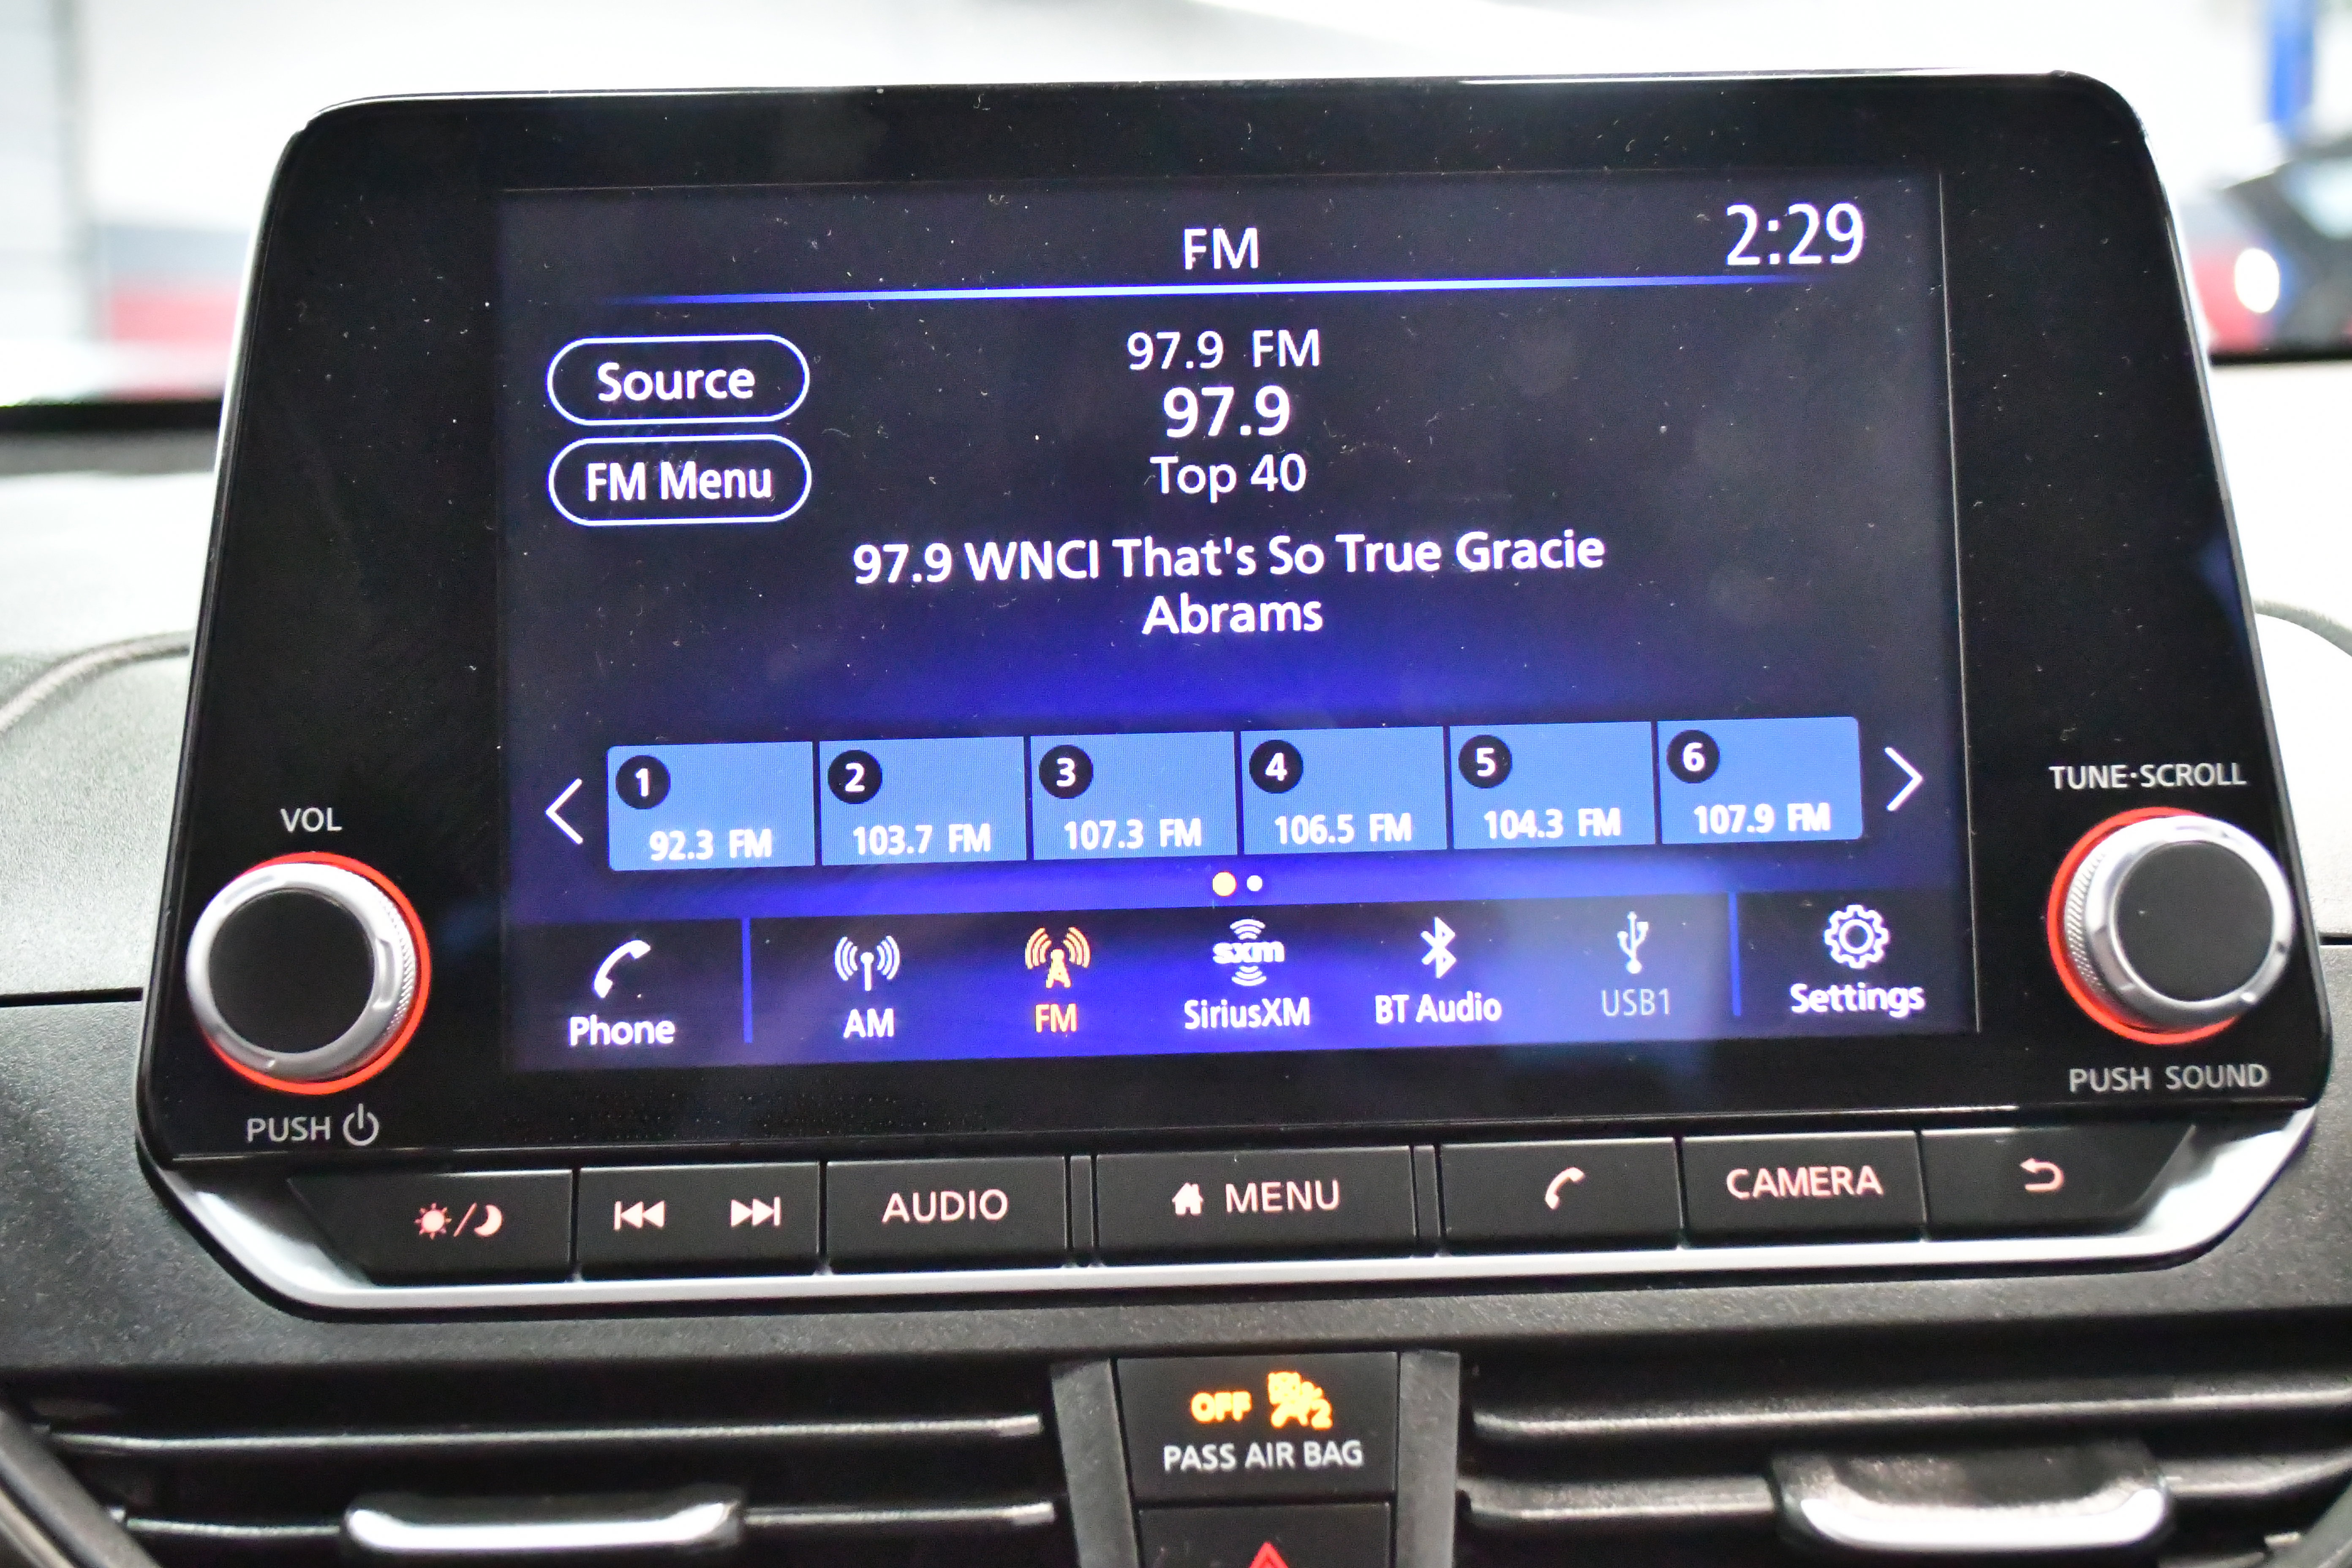 FM
2:29
Source
FM Menu
97.9 FM
97.9
Top 40
97.9 WNCI That's So True Gracie
Abrams
1
92.3 FM
2
103.7 FM
3
107.3 FM
4
106.5 FM
5
104.3 FM
6
107.9 FM
Phone
AM
FM
sxm
SiriusXM
BT Audio
USB1
Settings
VOL
PUSH
TUNE·SCROLL
PUSH SOUND
AUDIO
MENU
CAMERA
OFF 2
PASS AIR BAG